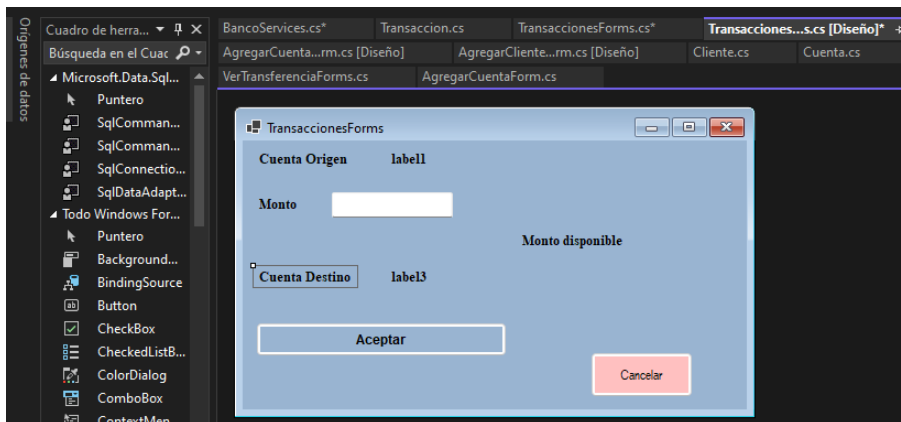 Orígenes de datos
Cuadro de herra...
Búsqueda en el Cuac
Microsoft.Data.Sql...
Puntero
SqlComman...
SqlComman...
SqlConnectio...
SqlDataAdapt...
Todo Windows For...
Puntero
Background...
BindingSource
Button
CheckBox
CheckedListB...
ColorDialog
ComboBox
ContextMen...
BancoServices.cs*
Transaccion.cs
TransaccionesForms.cs*
Transacciones...s.cs [Diseño]*
AgregarCuenta...rm.cs [Diseño]
AgregarCliente...rm.cs [Diseño]
Cliente.cs
Cuenta.cs
VerTransferenciaForms.cs
AgregarCuentaForm.cs
TransaccionesForms
Cuenta Origen
label1
Monto
Monto disponible
Cuenta Destino
label3
Aceptar
Cancelar